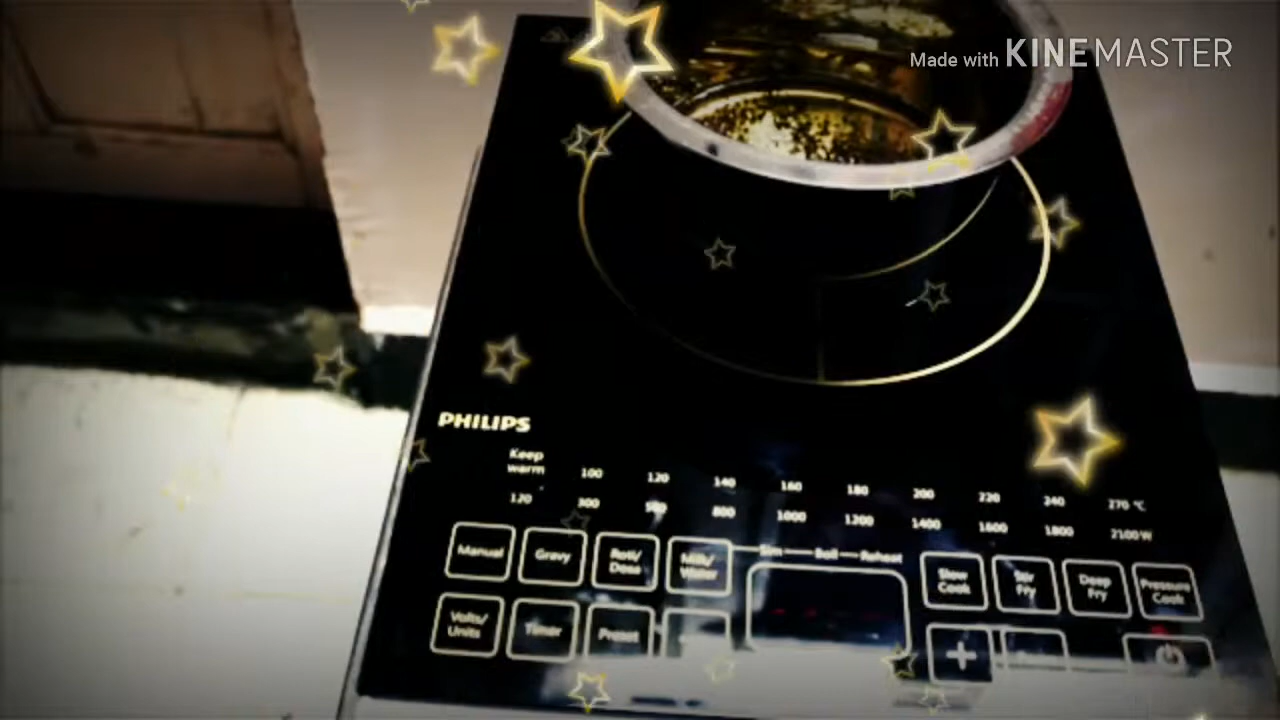 Made with KINEMASTER
PHILIPS
Keep
warm 100 120 140 160 180 200 220 240 270 °C
120 300 500 800 1000 1200 1400 1600 1800 2100 W
Sim Boil Reheat
Manual Gravy Roti/
Dosa Milk/
Water Slow
Cook Stir
Fry Deep
Fry Pressure
Cook
Volts/
Units Timer Preset - +